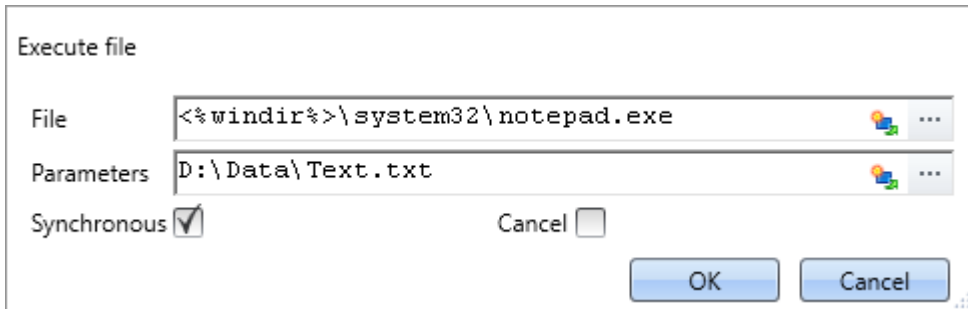 Execute file
File <%windir%>\system32\notepad.exe ...
Parameters D:\Data\Text.txt ...
Synchronous Cancel
OK Cancel